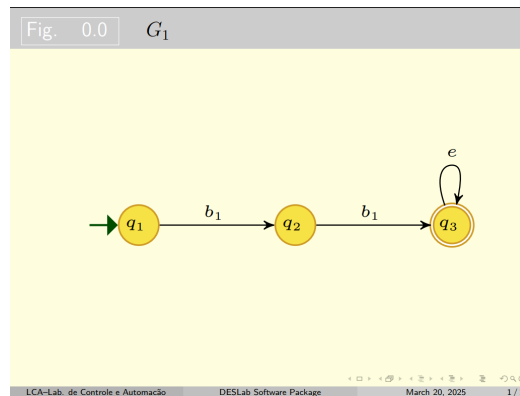 Fig. 0.0 G1
e
b1 b1
q1 q2 q3
LCA–Lab. de Controle e Automação DESLab Software Package March 20, 2025 1 /